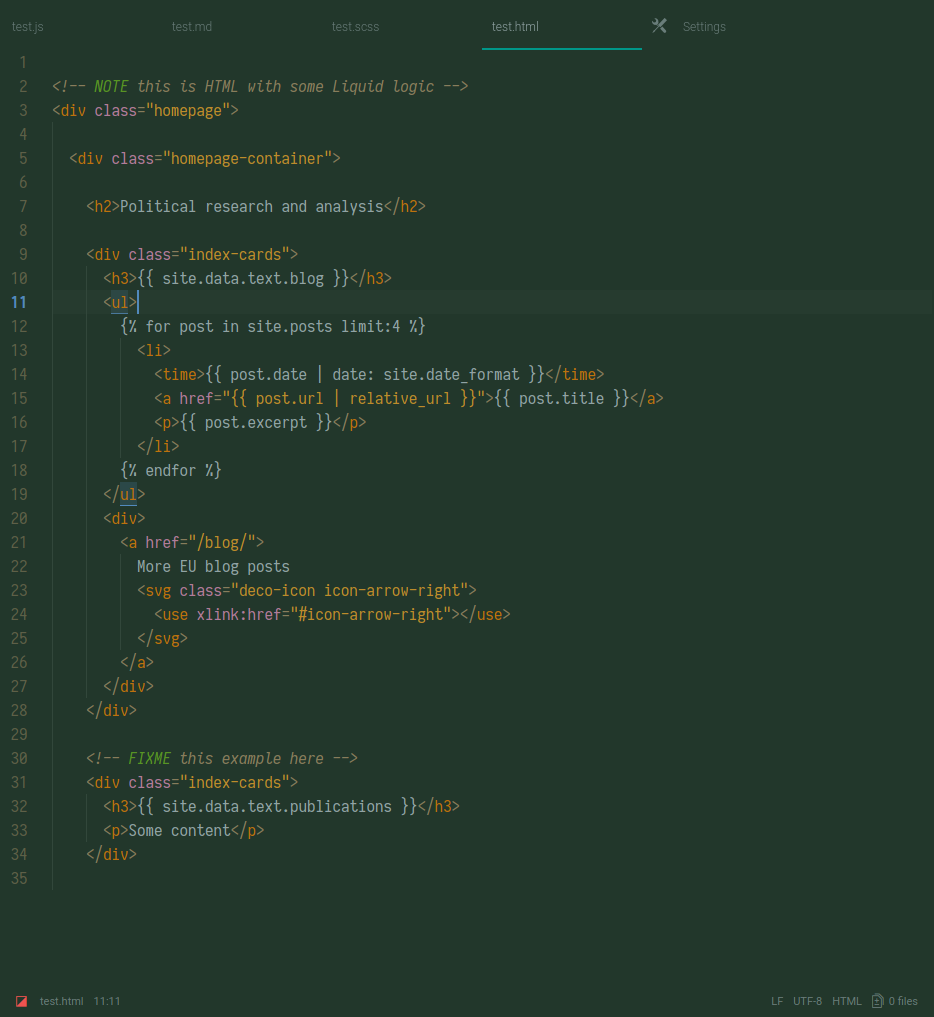 test.js test.md test.scss test.html Settings
1
2 <!-- NOTE this is HTML with some Liquid logic -->
3 <div class="homepage">
4
5 <div class="homepage-container">
6
7 <h2>Political research and analysis</h2>
8
9 <div class="index-cards">
10 <h3>{{ site.data.text.blog }}</h3>
11 <ul>
12 {% for post in site.posts limit:4 %}
13 <li>
14 <time>{{ post.date | date: site.date_format }}</time>
15 <a href="{{ post.url | relative_url }}">{{ post.title }}</a>
16 <p>{{ post.excerpt }}</p>
17 </li>
18 {% endfor %}
19 </ul>
20 <div>
21 <a href="/blog/">
22 More EU blog posts
23 <svg class="deco-icon icon-arrow-right">
24 <use xlink:href="#icon-arrow-right"></use>
25 </svg>
26 </a>
27 </div>
28 </div>
29
30 <!-- FIXME this example here -->
31 <div class="index-cards">
32 <h3>{{ site.data.text.publications }}</h3>
33 <p>Some content</p>
34 </div>
35
test.html 11:11 LF UTF-8 HTML 0 files